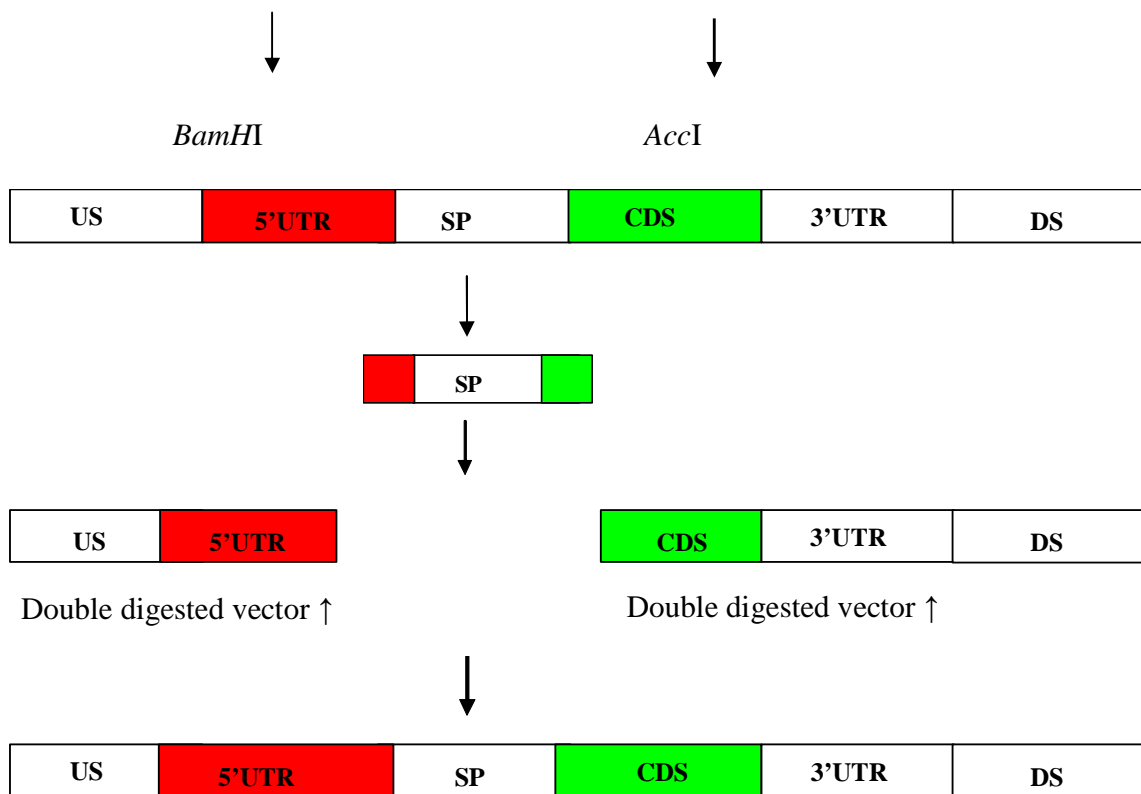 BamHI AccI
US 5’UTR SP CDS 3’UTR DS
SP
US 5’UTR CDS 3’UTR DS
Double digested vector ↑ Double digested vector ↑
US 5’UTR SP CDS 3’UTR DS